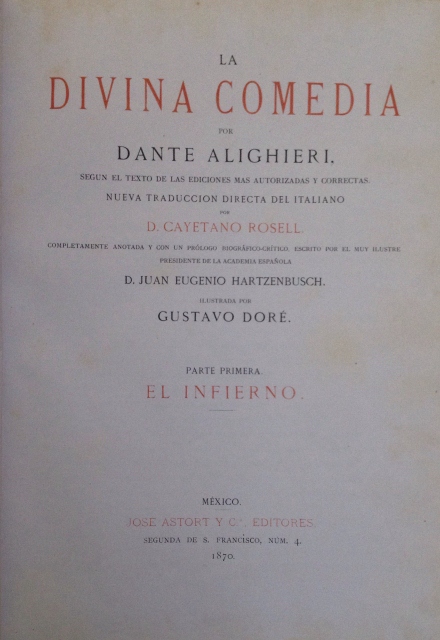 LA
DIVINA COMEDIA
POR
DANTE ALIGHIERI,
SEGUN EL TEXTO DE LAS EDICIONES MAS AUTORIZADAS Y CORRECTAS.
NUEVA TRADUCCION DIRECTA DEL ITALIANO
POR
D. CAYETANO ROSELL.
COMPLETAMENTE ANOTADA Y CON UN PRÓLOGO BIOGRÁFICO-CRÍTICO, ESCRITO POR EL MUY ILUSTRE
PRESIDENTE DE LA ACADEMIA ESPAÑOLA
D. JUAN EUGENIO HARTZENBUSCH.
ILUSTRADA POR
GUSTAVO DORÉ.
PARTE PRIMERA.
EL INFIERNO.
MÉXICO.
JOSÉ ASTORT Y C.ª, EDITORES.
SEGUNDA DE S. FRANCISCO, NÚM. 4.
1870.